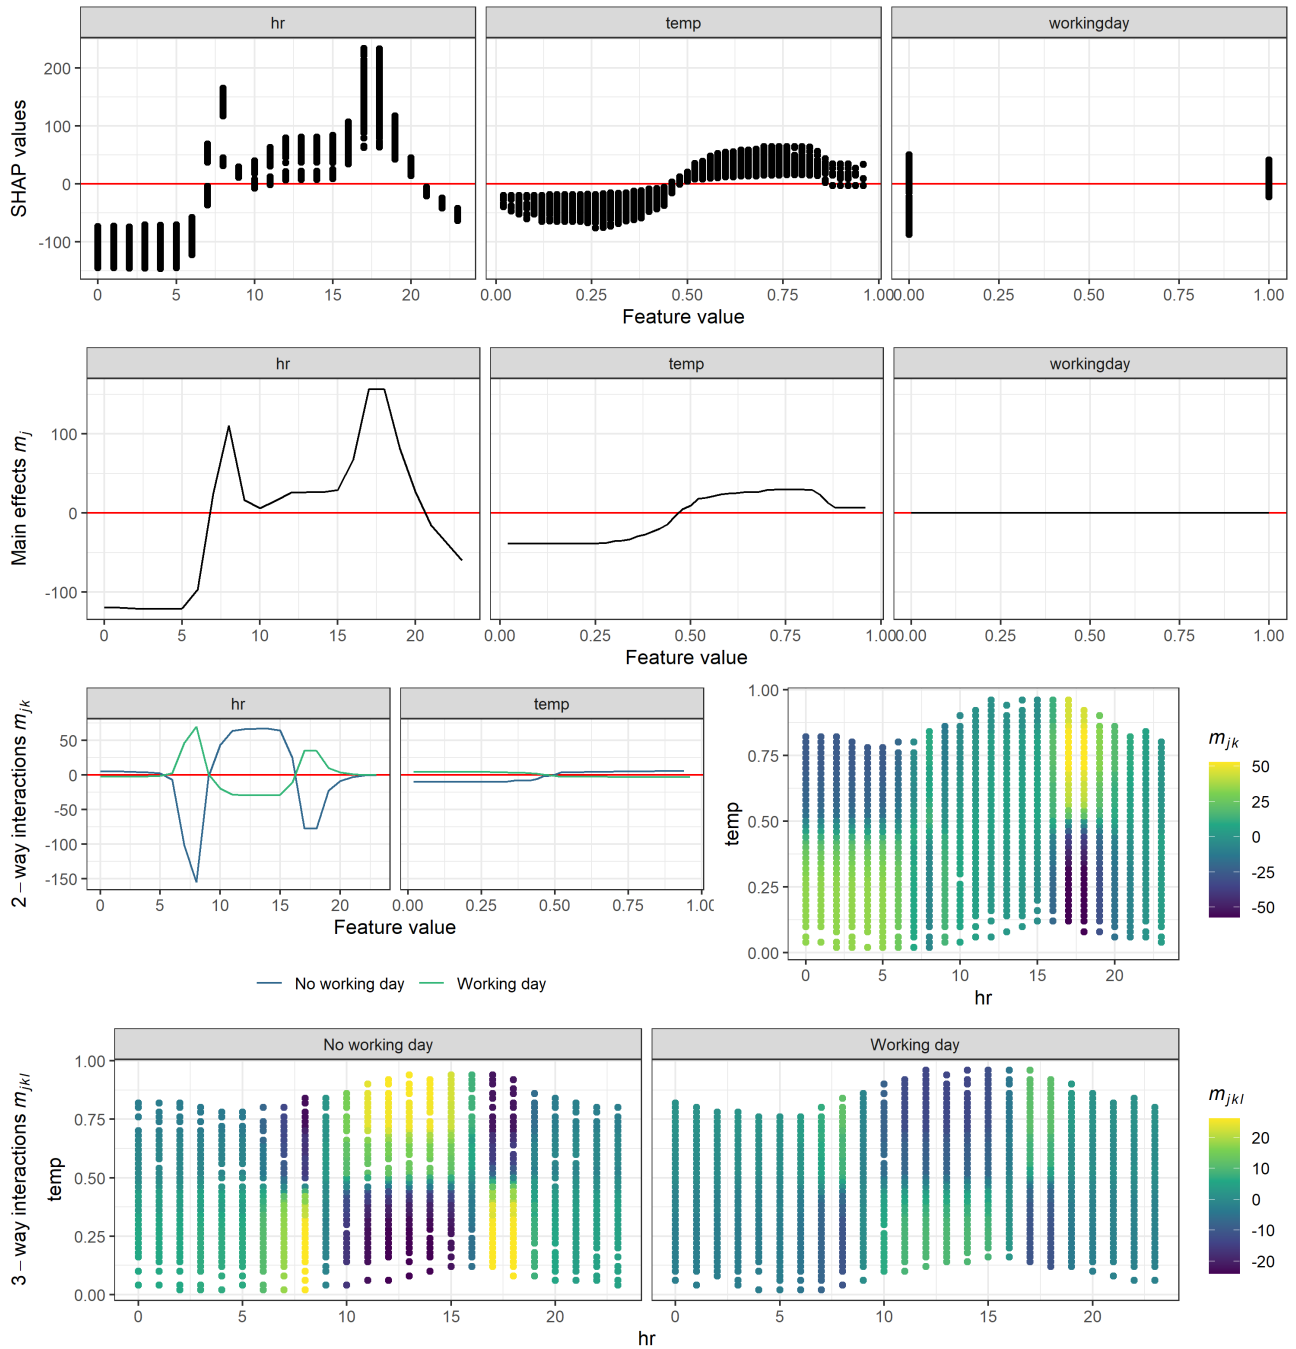 hr temp workingday
SHAP values
200
100
0
-100
0 5 10 15 20 0.00 0.25 0.50 0.75 1.00 0.00 0.25 0.50 0.75 1.00
Feature value
hr temp workingday
Main effects mj
100
0
-100
0 5 10 15 20 0.00 0.25 0.50 0.75 1.00 0.00 0.25 0.50 0.75 1.00
Feature value
hr temp
2−way interactions mjk
50
0
-50
-100
-150
0 5 10 15 20 0.00 0.25 0.50 0.75 1.00
Feature value
No working day Working day
temp
1.00
0.75
0.50
0.25
0.00
0 5 10 15 20
hr
mjk
50
25
0
-25
-50
No working day Working day
3−way interactions mjkl
temp
1.00
0.75
0.50
0.25
0.00
0 5 10 15 20 0 5 10 15 20
hr
mjkl
20
10
0
-10
-20